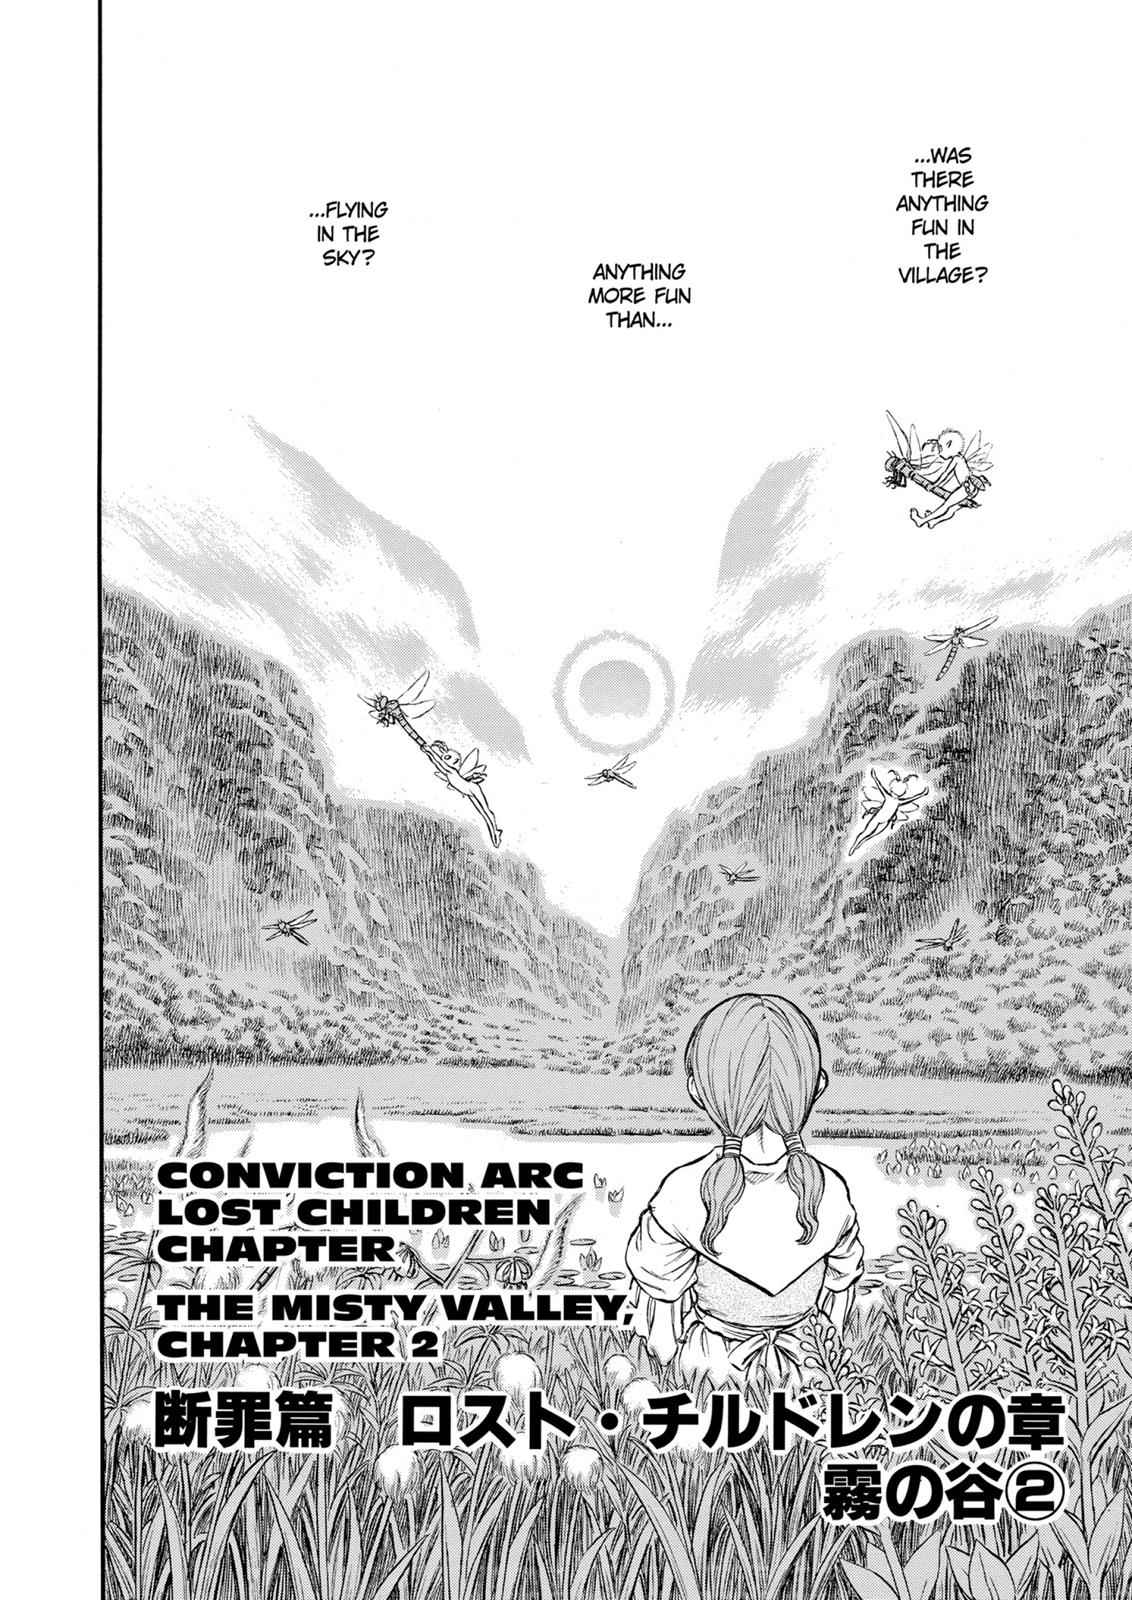 ...WAS
THERE
ANYTHING
FUN IN
THE
VILLAGE?
ANYTHING
MORE FUN
THAN...
...FLYING
IN THE
SKY?
CONVICTION ARC
LOST CHILDREN
CHAPTER
THE MISTY VALLEY,
CHAPTER 2
断罪篇　ロスト・チルドレンの章
霧の谷②